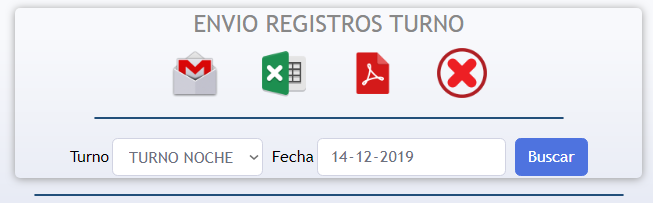 ENVIO REGISTROS TURNO
Turno TURNO NOCHE Fecha 14-12-2019 Buscar